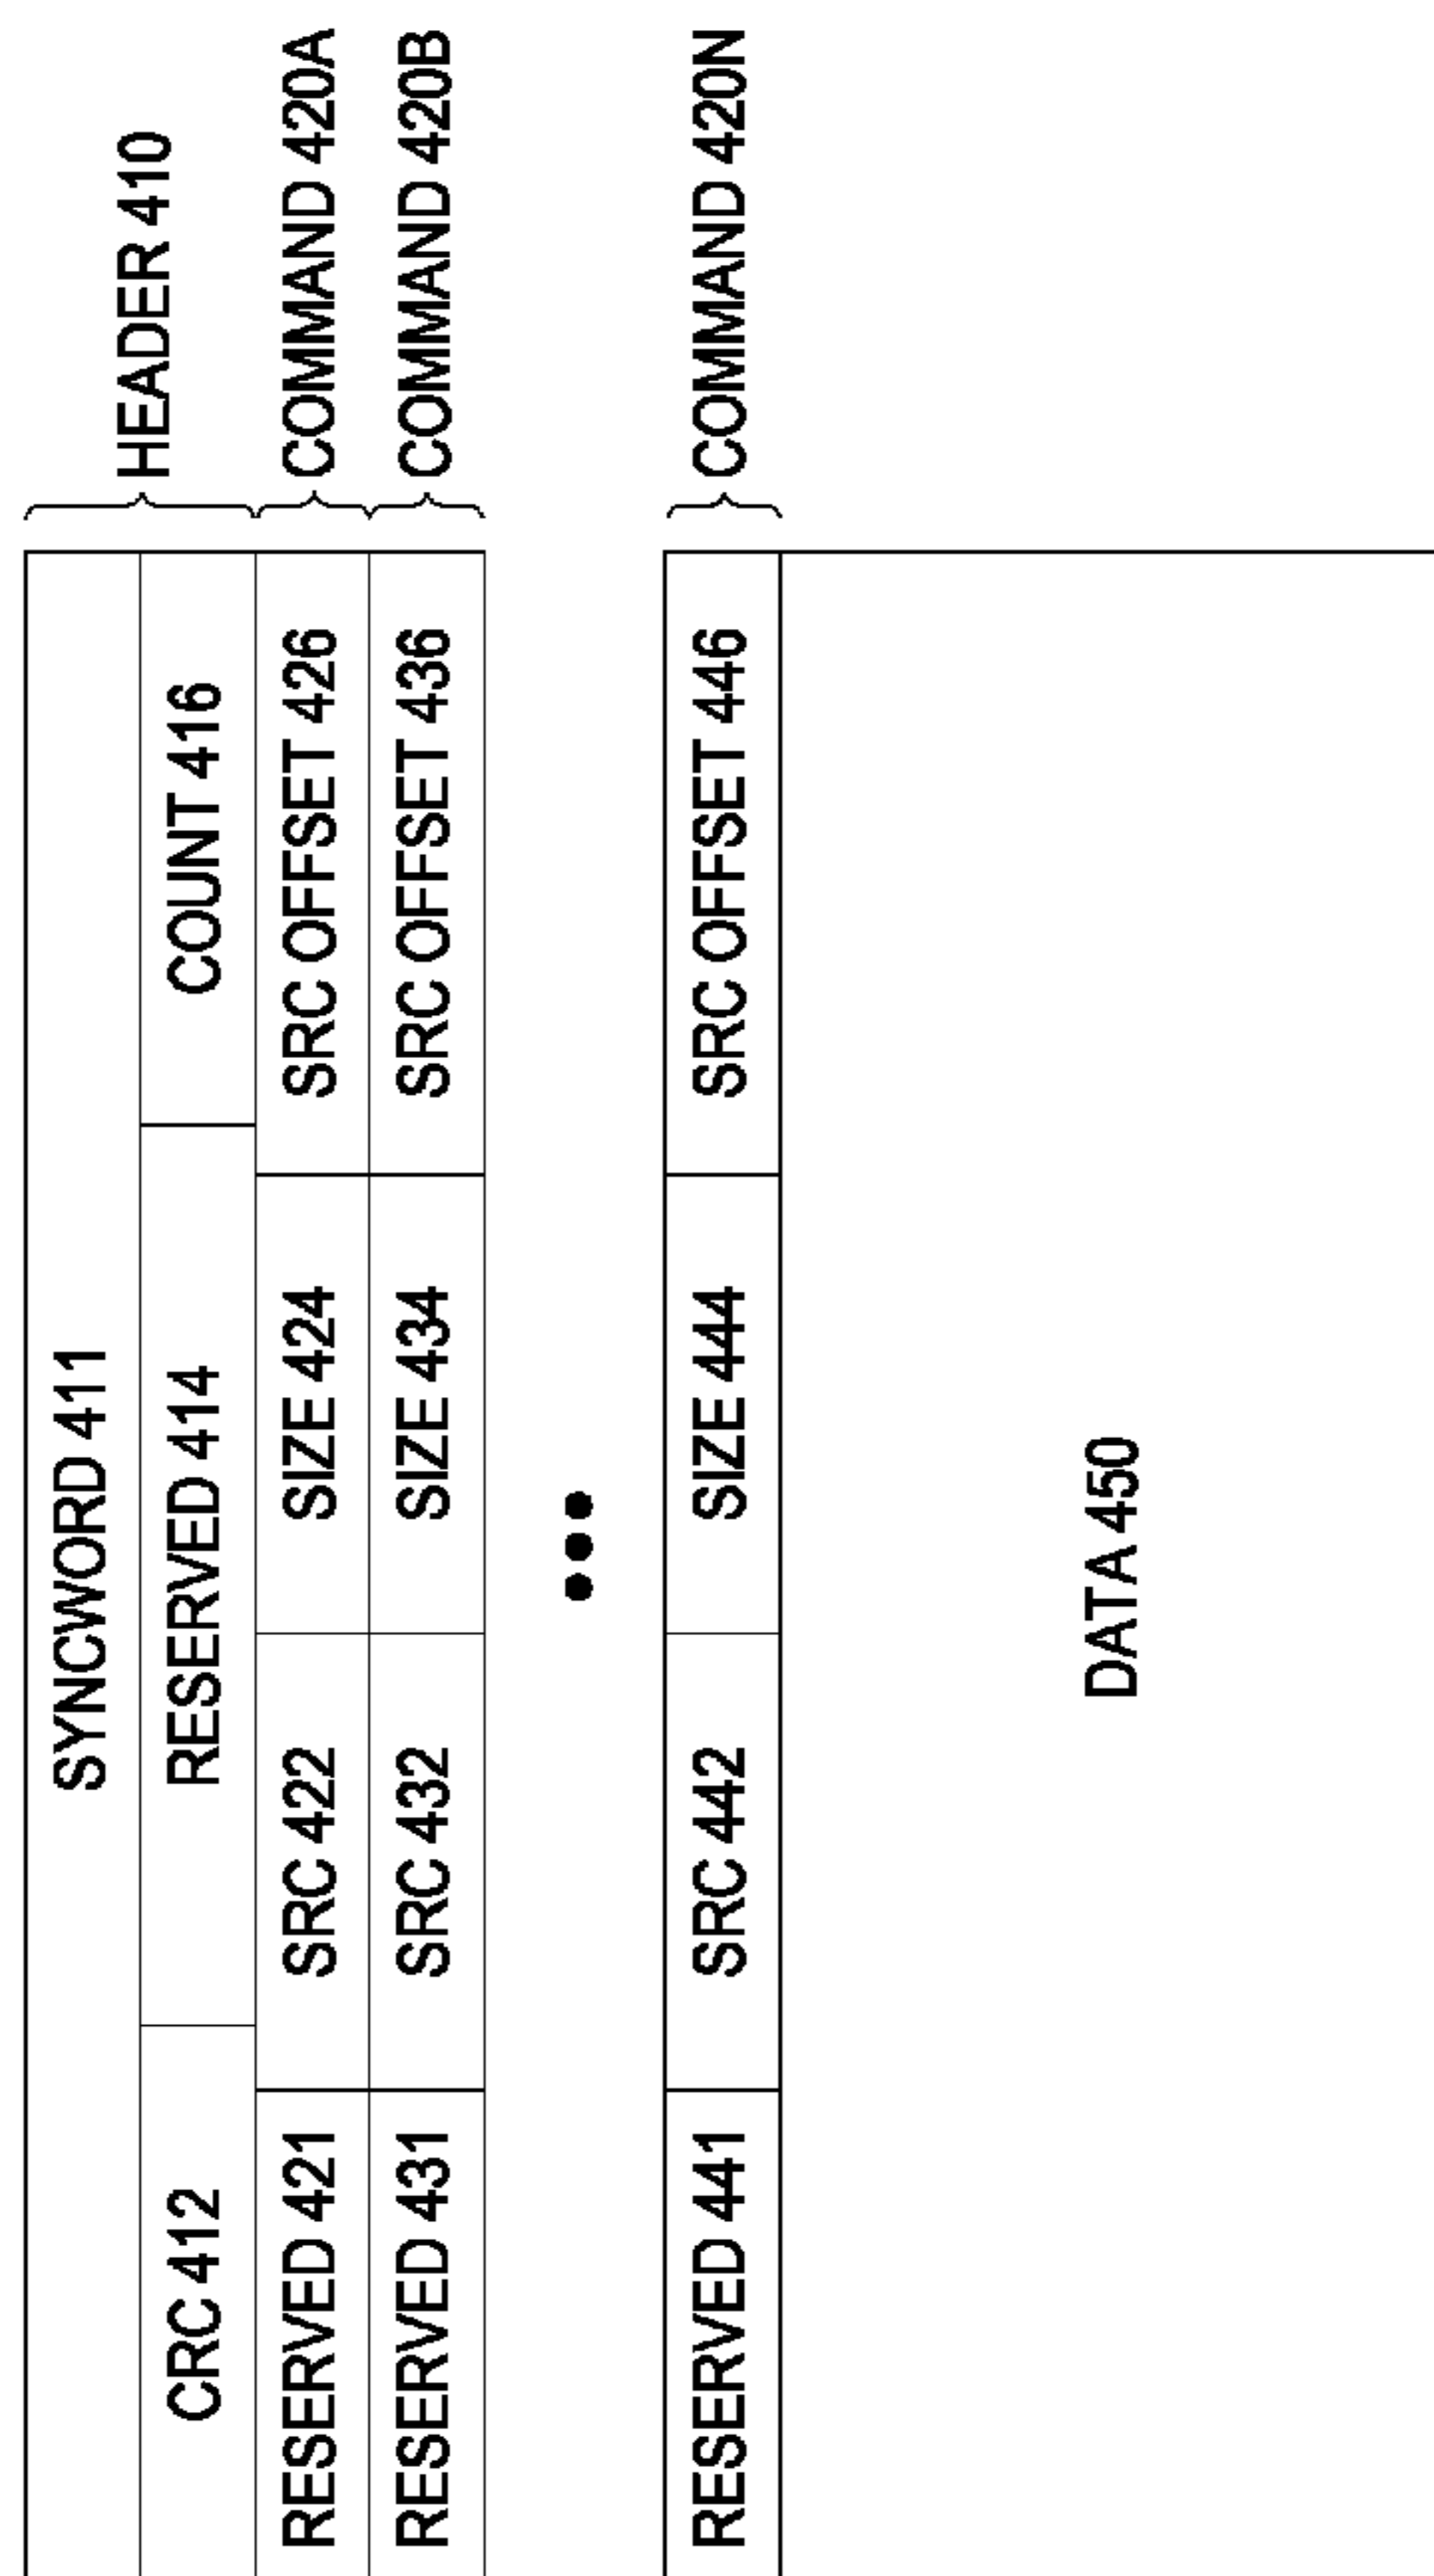 SYNCWORD 411
HEADER 410
CRC 412 RESERVED 414 COUNT 416
RESERVED 421 SRC 422 SIZE 424 SRC OFFSET 426 COMMAND 420A
RESERVED 431 SRC 432 SIZE 434 SRC OFFSET 436 COMMAND 420B
RESERVED 441 SRC 442 SIZE 444 SRC OFFSET 446 COMMAND 420N
DATA 450